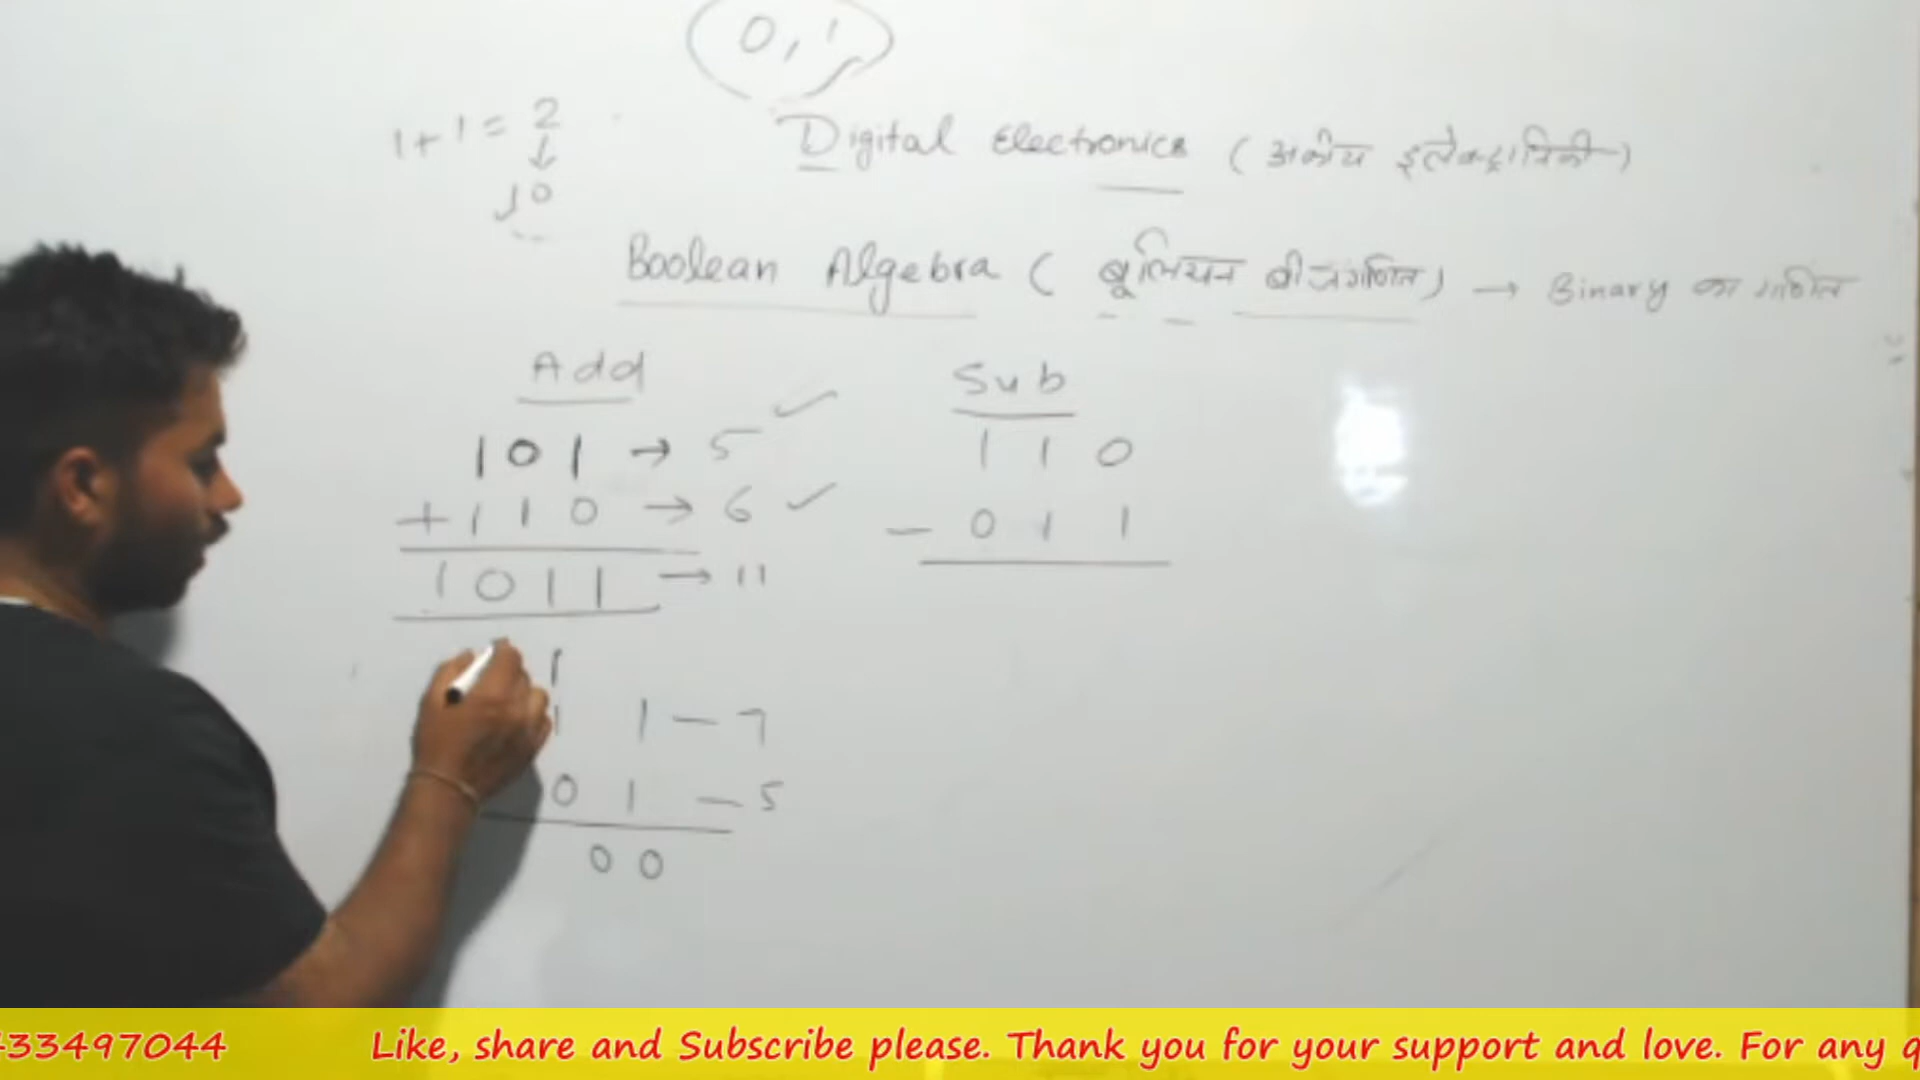 0, 1
1 + 1 = 2
↓
10
Digital Electronics (अंकीय इलेक्ट्रानिकी)
Boolean Algebra ( बूलियन बीजगणित) → Binary का गणित
Add
101 → 5 ✓
+ 110 → 6 ✓
1011 → 11
Sub
110
- 011
1
1 1 — 7
01 — 5
00
33497044 Like, share and Subscribe please. Thank you for your support and love. For any q